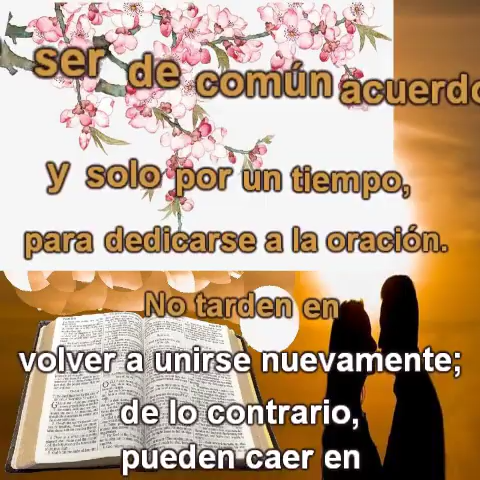 ser de común acuerdo
y solo por un tiempo,
para dedicarse a la oración.
No tarden en
volver a unirse nuevamente;
de lo contrario,
pueden caer en